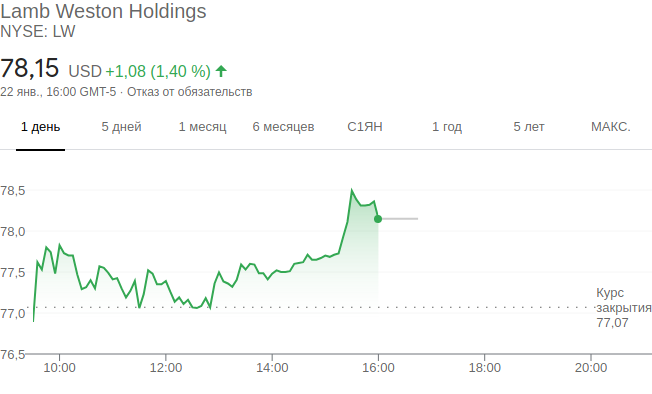 Lamb Weston Holdings
NYSE: LW
78,15 USD +1,08 (1,40 %)
22 янв., 16:00 GMT-5 · Отказ от обязательств
1 день 5 дней 1 месяц 6 месяцев С1ЯН 1 год 5 лет МАКС.
78,5
78,0
77,5
77,0
76,5
Курс
закрытия
77,07
10:00 12:00 14:00 16:00 18:00 20:00